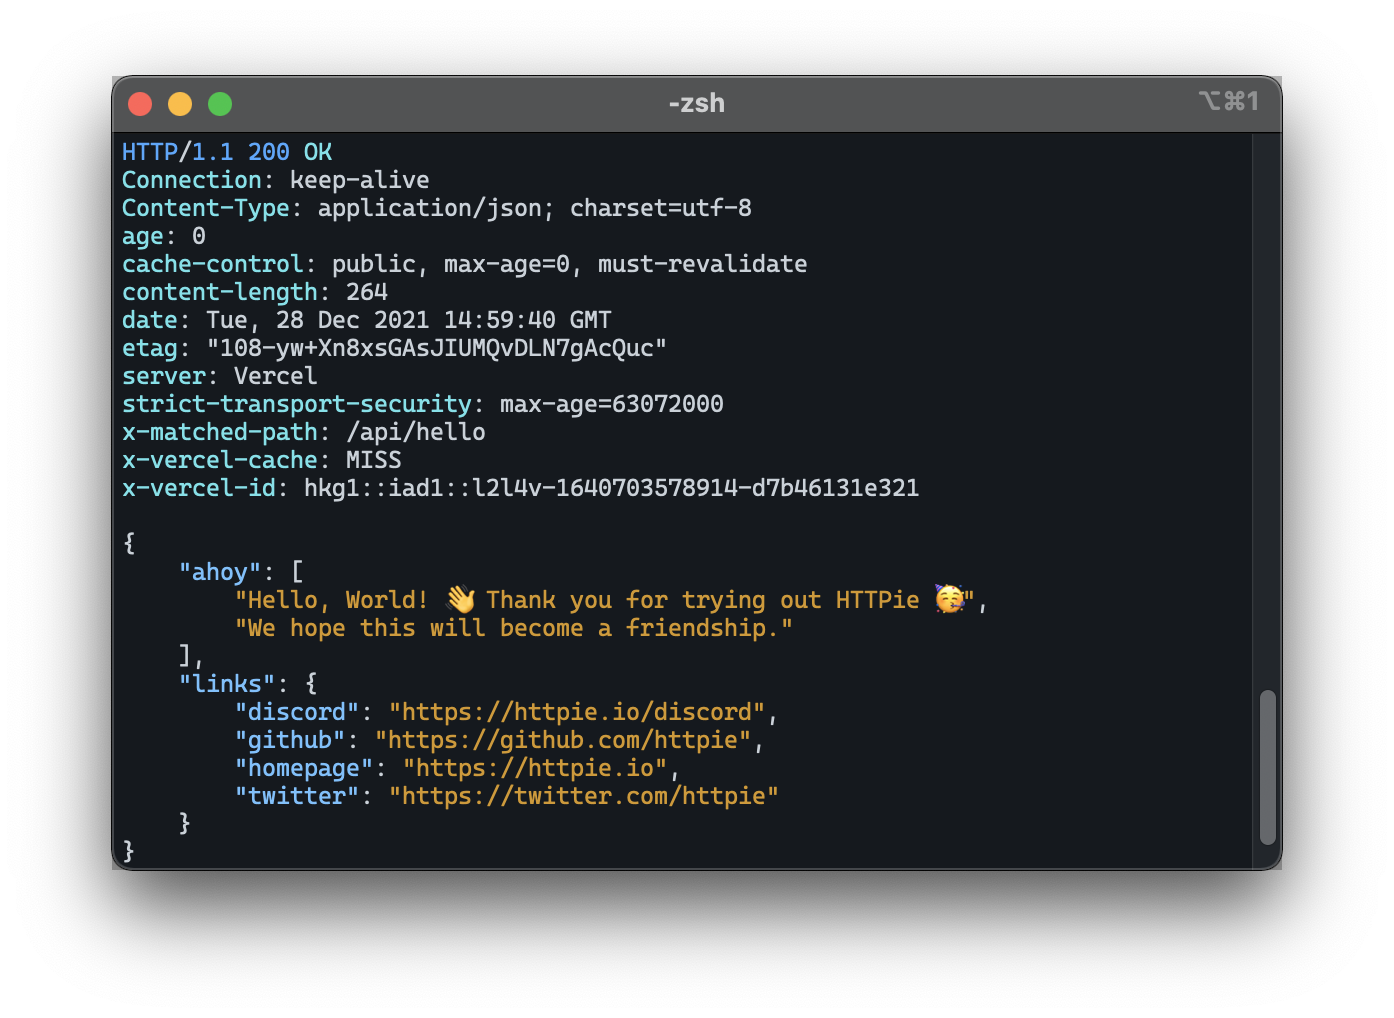 -zsh
⌥⌘1
HTTP/1.1 200 OK
Connection: keep-alive
Content-Type: application/json; charset=utf-8
age: 0
cache-control: public, max-age=0, must-revalidate
content-length: 264
date: Tue, 28 Dec 2021 14:59:40 GMT
etag: "108-yw+Xn8xsGAsJIUMQvDLN7gAcQuc"
server: Vercel
strict-transport-security: max-age=63072000
x-matched-path: /api/hello
x-vercel-cache: MISS
x-vercel-id: hkg1::iad1::l2l4v-1640703578914-d7b46131e321

{
    "ahoy": [
        "Hello, World! 👋 Thank you for trying out HTTPie 🥳",
        "We hope this will become a friendship."
    ],
    "links": {
        "discord": "https://httpie.io/discord",
        "github": "https://github.com/httpie",
        "homepage": "https://httpie.io",
        "twitter": "https://twitter.com/httpie"
    }
}